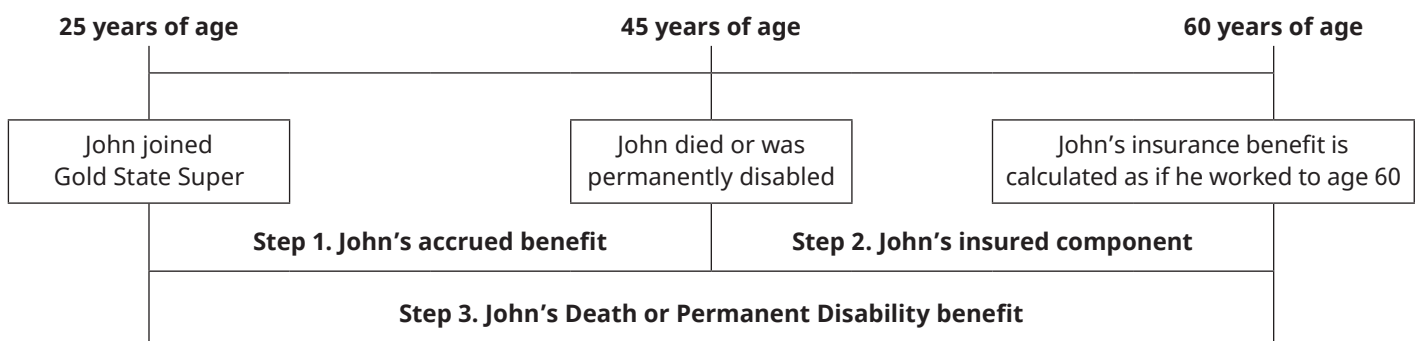 25 years of age
45 years of age
60 years of age
John joined
Gold State Super
John died or was
permanently disabled
John’s insurance benefit is
calculated as if he worked to age 60
Step 1. John’s accrued benefit
Step 2. John’s insured component
Step 3. John’s Death or Permanent Disability benefit